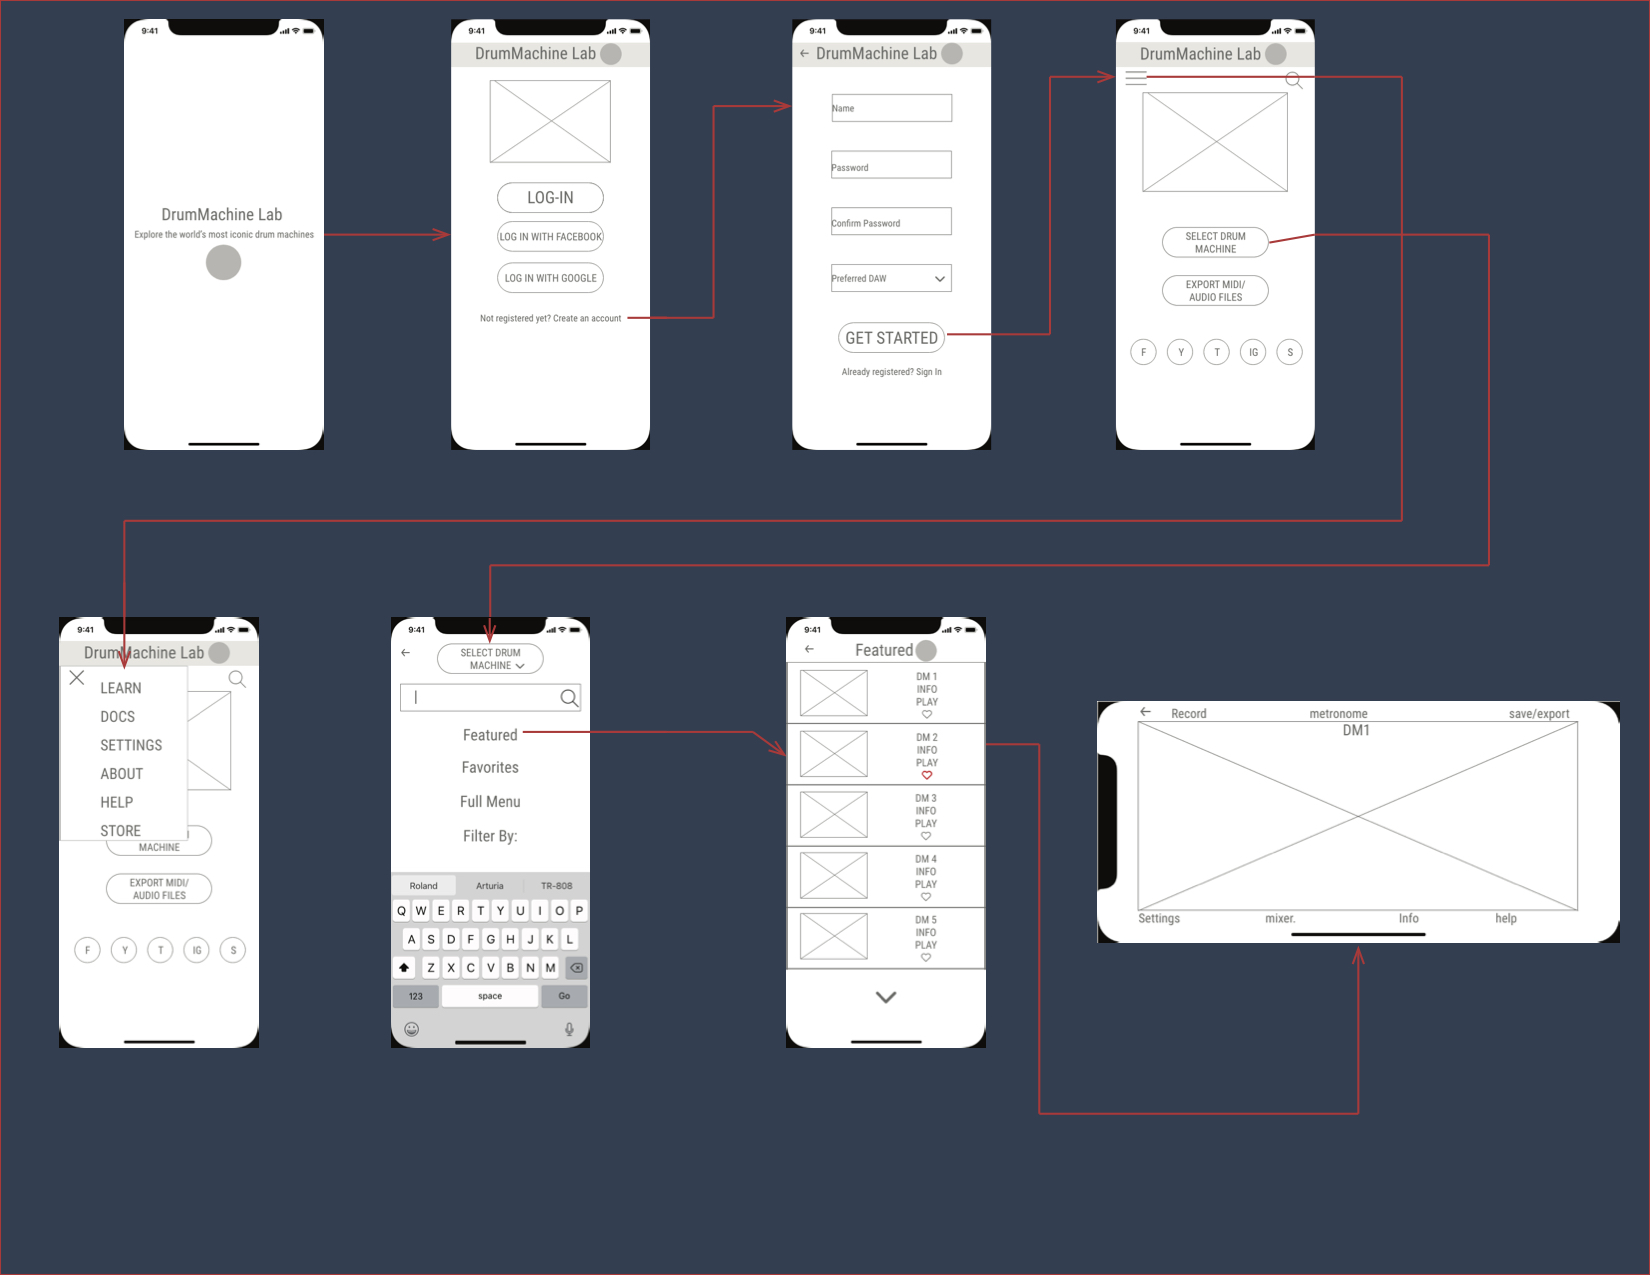 9:41
DrumMachine Lab
Explore the world's most iconic drum machines
9:41
DrumMachine Lab
LOG-IN
LOG IN WITH FACEBOOK
LOG IN WITH GOOGLE
Not registered yet? Create an account
9:41
DrumMachine Lab
Name
Password
Confirm Password
Preferred DAW
GET STARTED
Already registered? Sign In
9:41
DrumMachine Lab
SELECT DRUM
MACHINE
EXPORT MIDI/
AUDIO FILES
F Y T IG S
9:41
DrumMachine Lab
LEARN
DOCS
SETTINGS
ABOUT
HELP
STORE
MACHINE
EXPORT MIDI/
AUDIO FILES
F Y T IG S
9:41
SELECT DRUM
MACHINE
Featured
Favorites
Full Menu
Filter By:
Roland Arturia TR-808
Q W E R T Y U I O P
A S D F G H J K L
Z X C V B N M
123 space Go
9:41
Featured
DM 1
INFO
PLAY
DM 2
INFO
PLAY
DM 3
INFO
PLAY
DM 4
INFO
PLAY
DM 5
INFO
PLAY
Record metronome save/export
DM1
Settings mixer. Info help